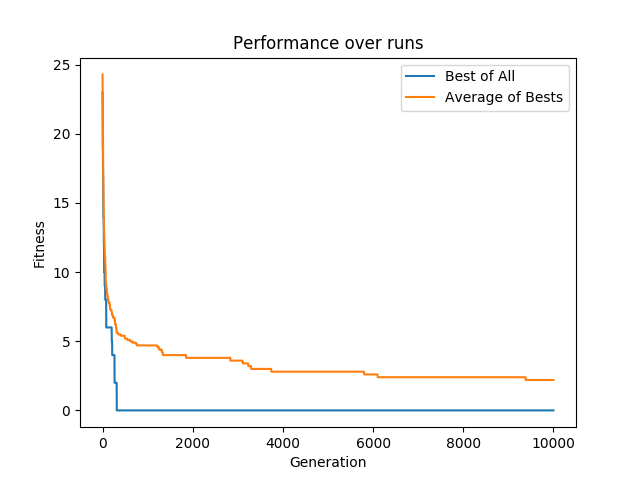 Performance over runs
Best of All
Average of Bests
25
20
15
10
5
0
Fitness
0 2000 4000 6000 8000 10000
Generation